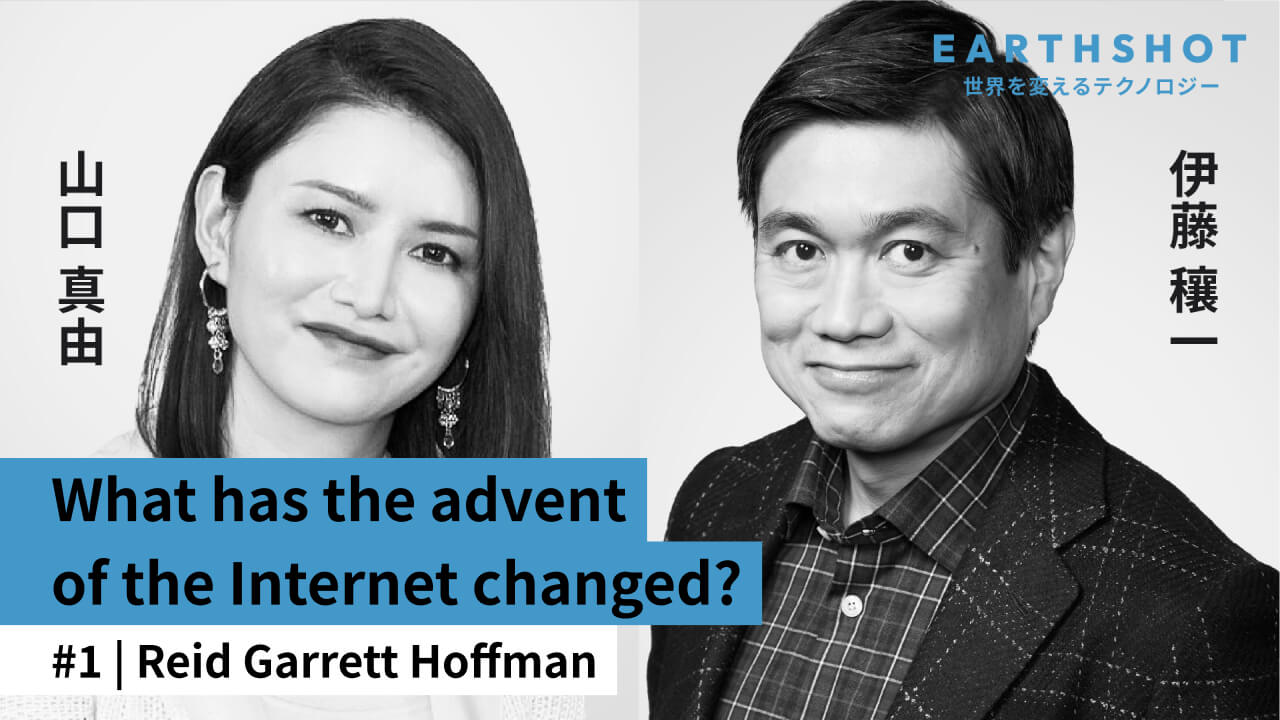 EARTHSHOT
世界を変えるテクノロジー
山口 真由
伊藤 穰一
What has the advent
of the Internet changed?
#1 | Reid Garrett Hoffman